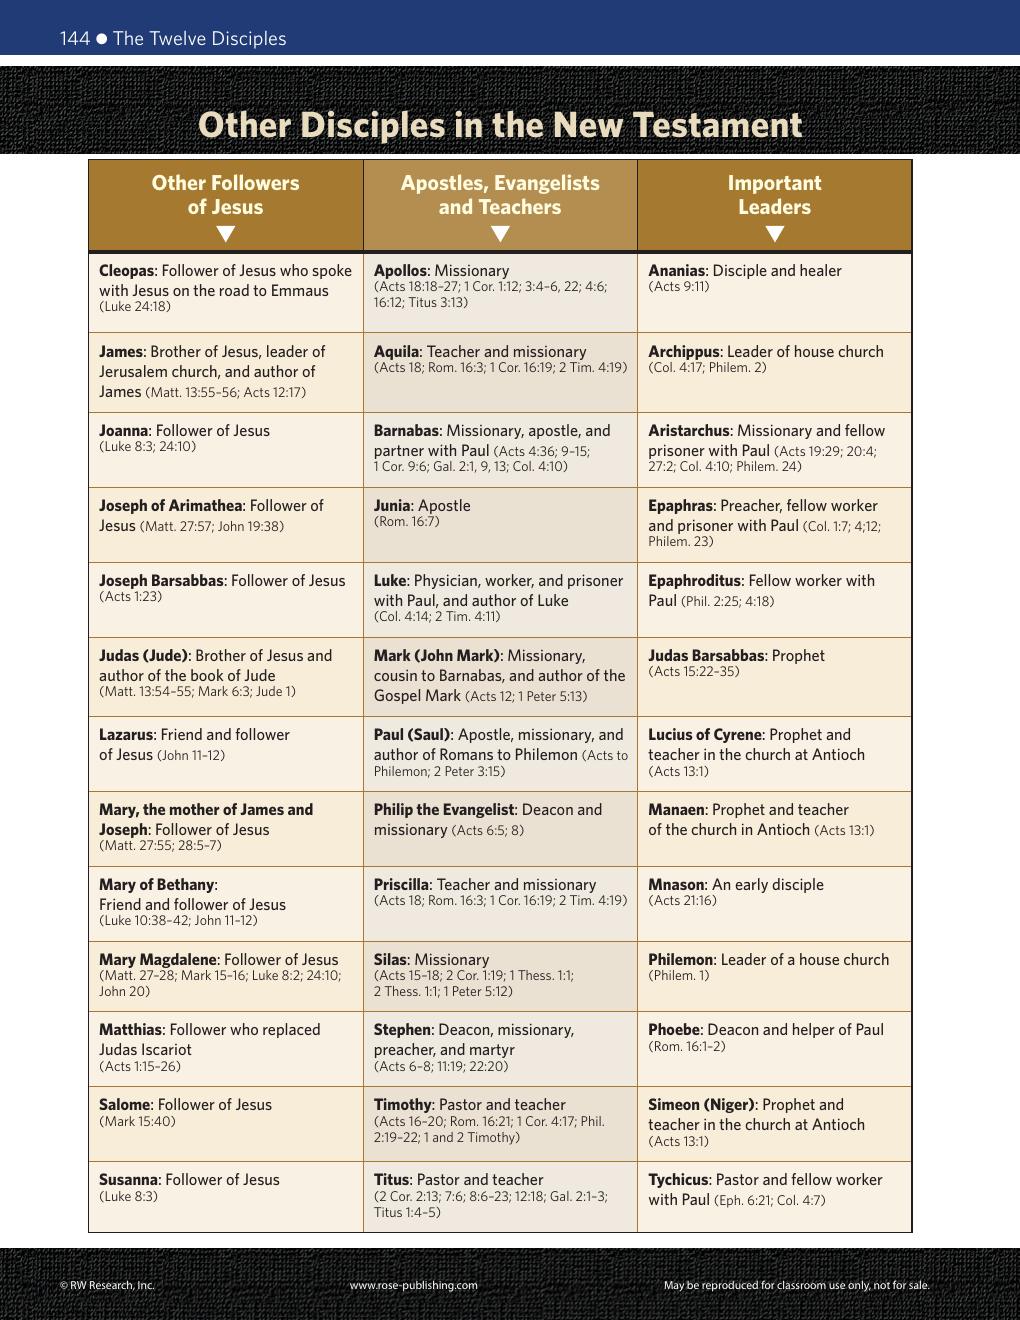 144 ● The Twelve Disciples
Other Disciples in the New Testament
Other Followers
of Jesus
Apostles, Evangelists
and Teachers
Important
Leaders
Cleopas: Follower of Jesus who spoke
with Jesus on the road to Emmaus
(Luke 24:18)
Apollos: Missionary
(Acts 18:18–27; 1 Cor. 1:12; 3:4–6, 22; 4:6;
16:12; Titus 3:13)
Ananias: Disciple and healer
(Acts 9:11)
James: Brother of Jesus, leader of
Jerusalem church, and author of
James (Matt. 13:55–56; Acts 12:17)
Aquila: Teacher and missionary
(Acts 18; Rom. 16:3; 1 Cor. 16:19; 2 Tim. 4:19)
Archippus: Leader of house church
(Col. 4:17; Philem. 2)
Joanna: Follower of Jesus
(Luke 8:3; 24:10)
Barnabas: Missionary, apostle, and
partner with Paul (Acts 4:36; 9–15;
1 Cor. 9:6; Gal. 2:1, 9, 13; Col. 4:10)
Aristarchus: Missionary and fellow
prisoner with Paul (Acts 19:29; 20:4;
27:2; Col. 4:10; Philem. 24)
Joseph of Arimathea: Follower of
Jesus (Matt. 27:57; John 19:38)
Junia: Apostle
(Rom. 16:7)
Epaphras: Preacher, fellow worker
and prisoner with Paul (Col. 1:7; 4;12;
Philem. 23)
Joseph Barsabbas: Follower of Jesus
(Acts 1:23)
Luke: Physician, worker, and prisoner
with Paul, and author of Luke
(Col. 4:14; 2 Tim. 4:11)
Epaphroditus: Fellow worker with
Paul (Phil. 2:25; 4:18)
Judas (Jude): Brother of Jesus and
author of the book of Jude
(Matt. 13:54–55; Mark 6:3; Jude 1)
Mark (John Mark): Missionary,
cousin to Barnabas, and author of the
Gospel Mark (Acts 12; 1 Peter 5:13)
Judas Barsabbas: Prophet
(Acts 15:22–35)
Lazarus: Friend and follower
of Jesus (John 11–12)
Paul (Saul): Apostle, missionary, and
author of Romans to Philemon (Acts to
Philemon; 2 Peter 3:15)
Lucius of Cyrene: Prophet and
teacher in the church at Antioch
(Acts 13:1)
Mary, the mother of James and
Joseph: Follower of Jesus
(Matt. 27:55; 28:5–7)
Philip the Evangelist: Deacon and
missionary (Acts 6:5; 8)
Manaen: Prophet and teacher
of the church in Antioch (Acts 13:1)
Mary of Bethany:
Friend and follower of Jesus
(Luke 10:38–42; John 11–12)
Priscilla: Teacher and missionary
(Acts 18; Rom. 16:3; 1 Cor. 16:19; 2 Tim. 4:19)
Mnason: An early disciple
(Acts 21:16)
Mary Magdalene: Follower of Jesus
(Matt. 27–28; Mark 15–16; Luke 8:2; 24:10;
John 20)
Silas: Missionary
(Acts 15–18; 2 Cor. 1:19; 1 Thess. 1:1;
2 Thess. 1:1; 1 Peter 5:12)
Philemon: Leader of a house church
(Philem. 1)
Matthias: Follower who replaced
Judas Iscariot
(Acts 1:15–26)
Stephen: Deacon, missionary,
preacher, and martyr
(Acts 6–8; 11:19; 22:20)
Phoebe: Deacon and helper of Paul
(Rom. 16:1–2)
Salome: Follower of Jesus
(Mark 15:40)
Timothy: Pastor and teacher
(Acts 16–20; Rom. 16:21; 1 Cor. 4:17; Phil.
2:19–22; 1 and 2 Timothy)
Simeon (Niger): Prophet and
teacher in the church at Antioch
(Acts 13:1)
Susanna: Follower of Jesus
(Luke 8:3)
Titus: Pastor and teacher
(2 Cor. 2:13; 7:6; 8:6–23; 12:18; Gal. 2:1–3;
Titus 1:4–5)
Tychicus: Pastor and fellow worker
with Paul (Eph. 6:21; Col. 4:7)
© RW Research, Inc.
www.rose-publishing.com
May be reproduced for classroom use only, not for sale.